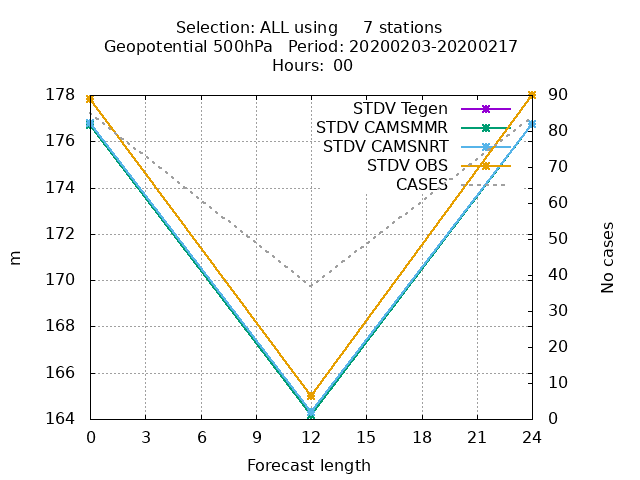 Selection: ALL using     7 stations
Geopotential 500hPa   Period: 20200203-20200217
Hours:  00
178
176
174
172
170
168
166
164
90
80
70
60
50
40
30
20
10
0
STDV Tegen
STDV CAMSMMR
STDV CAMSNRT
STDV OBS
CASES
m
No cases
0 3 6 9 12 15 18 21 24
Forecast length